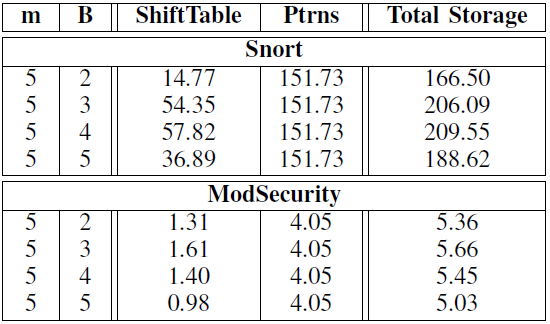 m B ShiftTable Ptrns Total Storage
Snort
5 2 14.77 151.73 166.50
5 3 54.35 151.73 206.09
5 4 57.82 151.73 209.55
5 5 36.89 151.73 188.62
ModSecurity
5 2 1.31 4.05 5.36
5 3 1.61 4.05 5.66
5 4 1.40 4.05 5.45
5 5 0.98 4.05 5.03